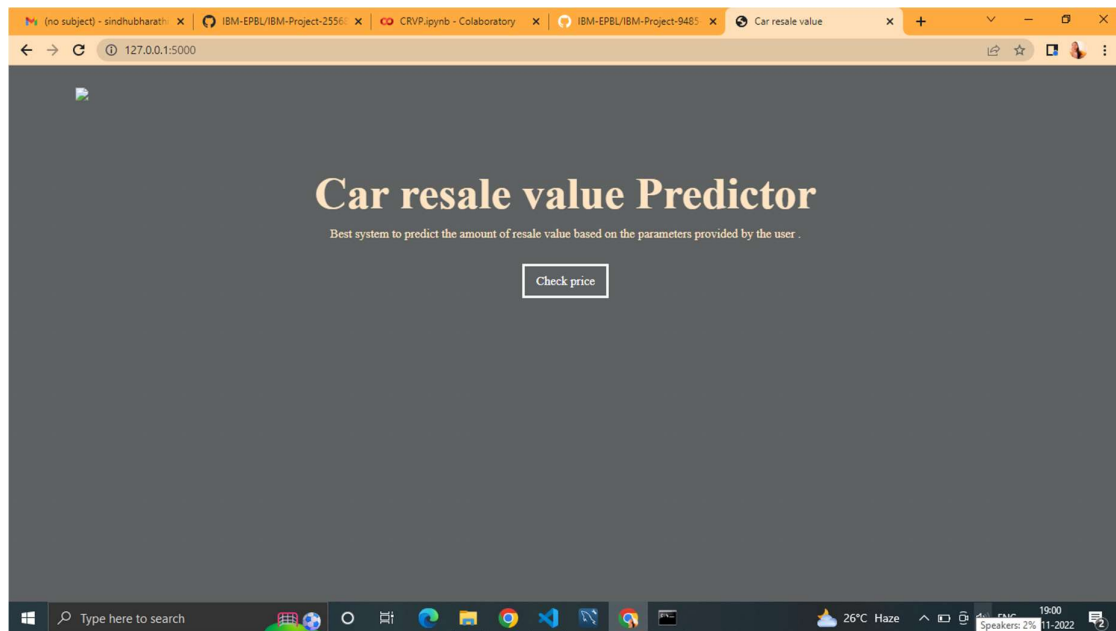 (no subject) - sindhubharath
IBM-EPBL/IBM-Project-2556
CRVP.ipynb - Colaboratory
IBM-EPBL/IBM-Project-9485-
Car resale value
127.0.0.1:5000
Car resale value Predictor
Best system to predict the amount of resale value based on the parameters provided by the user .
Check price
Type here to search
26°C Haze
19:00
Speakers: 2%
11-2022
2